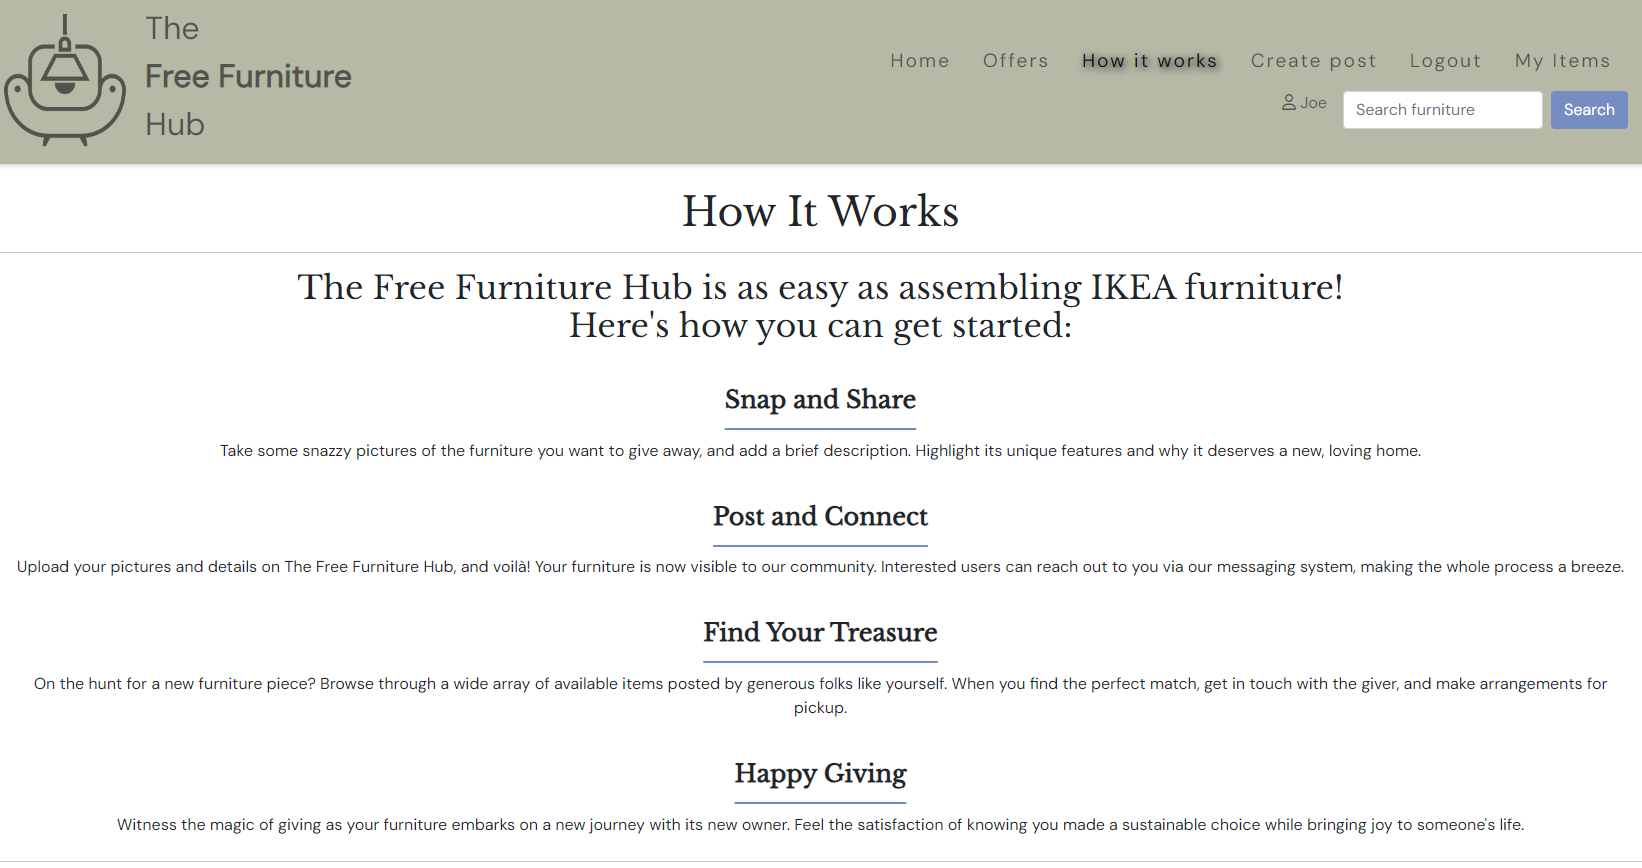 The
Free Furniture
Hub
Home Offers How it works Create post Logout My Items
Joe Search furniture Search
How It Works
The Free Furniture Hub is as easy as assembling IKEA furniture!
Here's how you can get started:
Snap and Share
Take some snazzy pictures of the furniture you want to give away, and add a brief description. Highlight its unique features and why it deserves a new, loving home.
Post and Connect
Upload your pictures and details on The Free Furniture Hub, and voilà! Your furniture is now visible to our community. Interested users can reach out to you via our messaging system, making the whole process a breeze.
Find Your Treasure
On the hunt for a new furniture piece? Browse through a wide array of available items posted by generous folks like yourself. When you find the perfect match, get in touch with the giver, and make arrangements for
pickup.
Happy Giving
Witness the magic of giving as your furniture embarks on a new journey with its new owner. Feel the satisfaction of knowing you made a sustainable choice while bringing joy to someone's life.